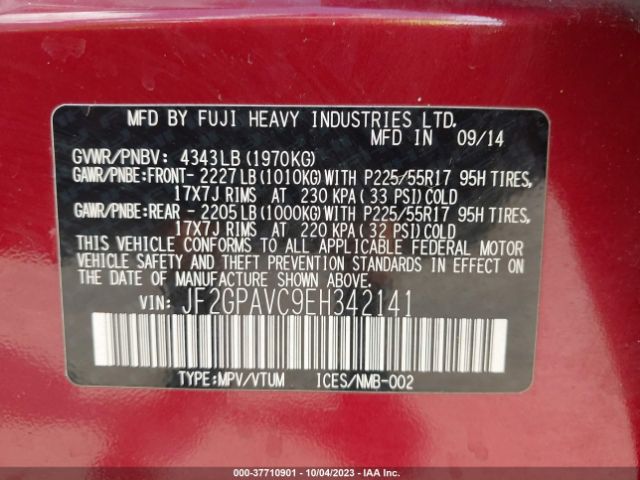 MFD BY FUJI HEAVY INDUSTRIES LTD.
MFD IN 09/14
GVWR/PNBV: 4343LB (1970KG)
GAWR/PNBE:FRONT- 2227LB(1010KG)WITH P225/55R17 95H TIRES,
17X7J RIMS AT 230 KPA(33 PSI)COLD
GAWR/PNBE:REAR - 2205LB(1000KG)WITH P225/55R17 95H TIRES,
17X7J RIMS AT 220 KPA(32 PSI)COLD
THIS VEHICLE CONFORMS TO ALL APPLICABLE FEDERAL MOTOR
VEHICLE SAFETY AND THEFT PREVENTION STANDARDS IN EFFECT ON
THE DATE OF MANUFACTURE SHOWN ABOVE.
VIN: JF2GPAVC9EH342141
TYPE:MPV/VTUM ICES/NMB-002
000-37710901 - 10/04/2023 - IAA Inc.